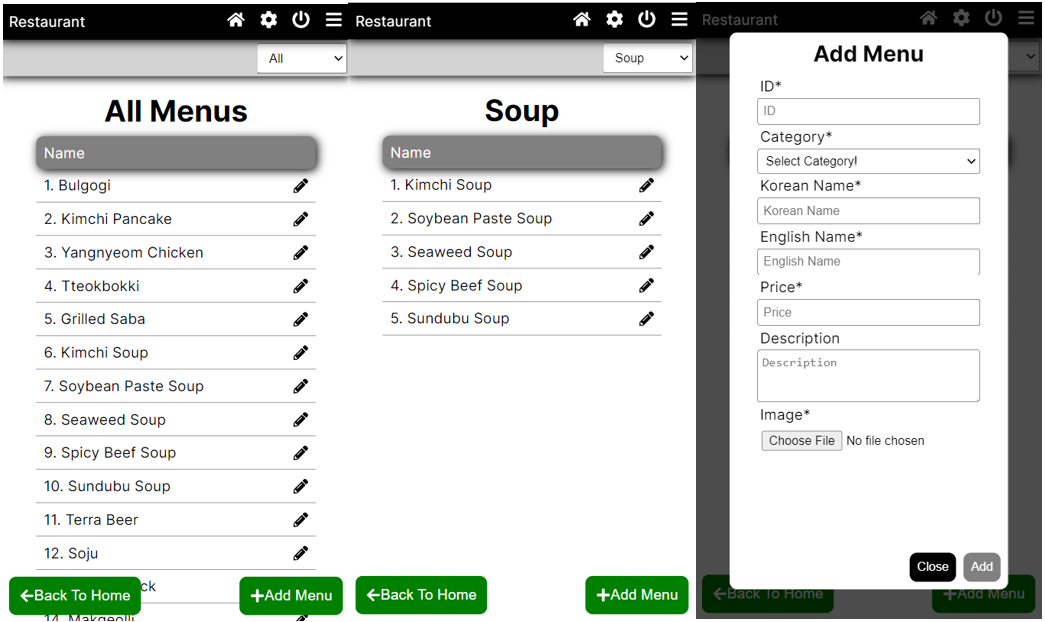 Restaurant
All
All Menus
Name
1. Bulgogi
2. Kimchi Pancake
3. Yangnyeom Chicken
4. Tteokbokki
5. Grilled Saba
6. Kimchi Soup
7. Soybean Paste Soup
8. Seaweed Soup
9. Spicy Beef Soup
10. Sundubu Soup
11. Terra Beer
12. Soju
ck
Back To Home
+Add Menu
14. Makgeolli
Restaurant
Soup
Soup
Name
1. Kimchi Soup
2. Soybean Paste Soup
3. Seaweed Soup
4. Spicy Beef Soup
5. Sundubu Soup
Back To Home
+Add Menu
Restaurant
Add Menu
ID*
ID
Category*
Select Category!
Korean Name*
Korean Name
English Name*
English Name
Price*
Price
Description
Description
Image*
Choose File No file chosen
Close Add
Back To Home
+Add Menu